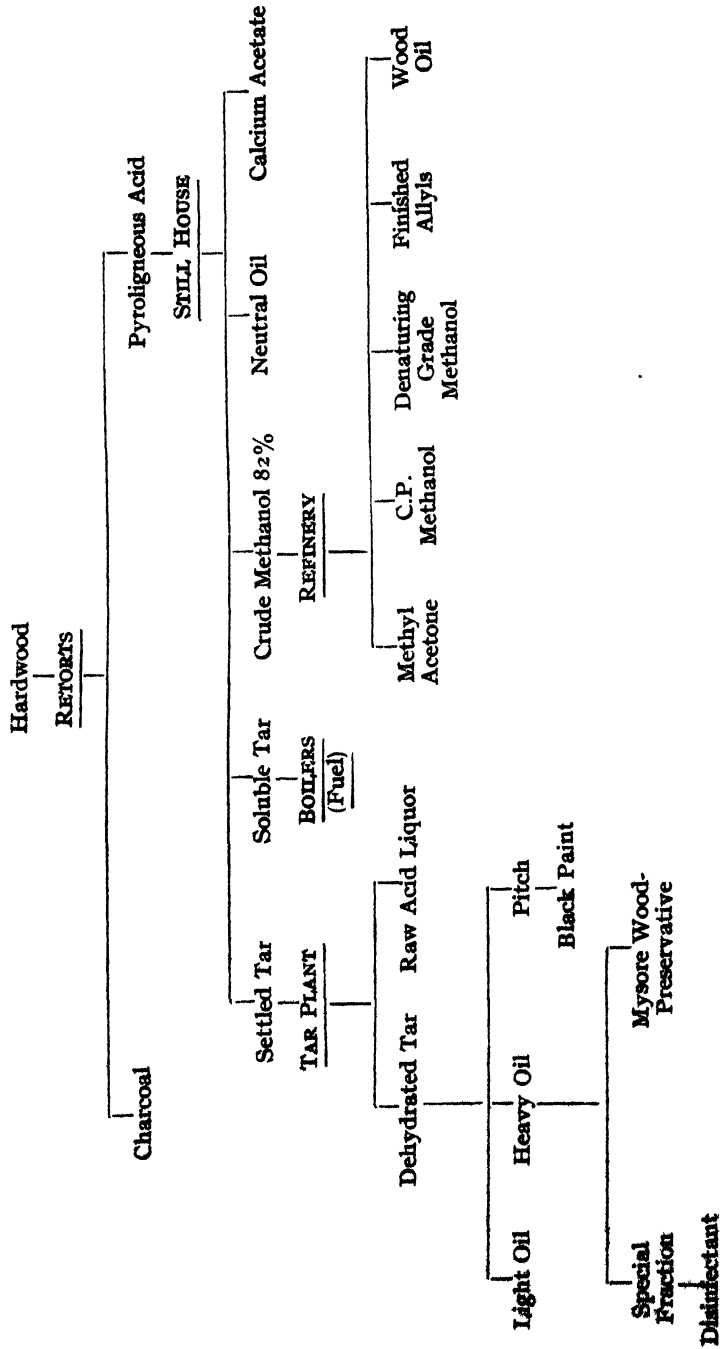 Hardwood
RETORTS
Charcoal
Pyroligneous Acid
STILL HOUSE
Settled Tar
TAR PLANT
Soluble Tar
BOILERS
(Fuel)
Crude Methanol 82%
REFINERY
Neutral Oil
Calcium Acetate
Dehydrated Tar
Raw Acid Liquor
Methyl
Acetone
C.P.
Methanol
Denaturing
Grade
Methanol
Finished
Allyls
Wood
Oil
Light Oil
Heavy Oil
Pitch
Black Paint
Special
Fraction
Disinfectant
Mysore Wood-
Preservative